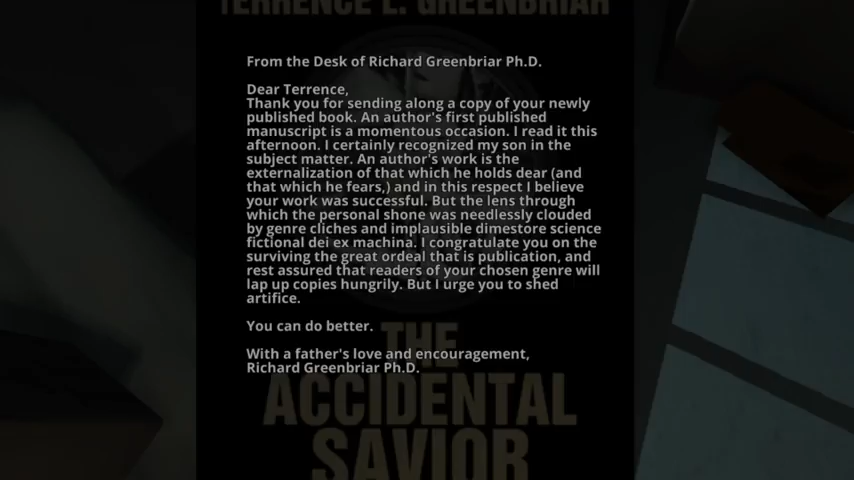 TERRENCE L. GREENBRIAR
From the Desk of Richard Greenbriar Ph.D.
Dear Terrence,
Thank you for sending along a copy of your newly
published book. An author's first published
manuscript is a momentous occasion. I read it this
afternoon. I certainly recognized my son in the
subject matter. An author's work is the
externalization of that which he holds dear (and
that which he fears,) and in this respect I believe
your work was successful. But the lens through
which the personal shone was needlessly clouded
by genre cliches and implausible dimestore science
fictional dei ex machina. I congratulate you on the
surviving the great ordeal that is publication, and
rest assured that readers of your chosen genre will
lap up copies hungrily. But I urge you to shed
artifice.
You can do better.
With a father's love and encouragement,
Richard Greenbriar Ph.D.
THE
ACCIDENTAL
SAVIOR